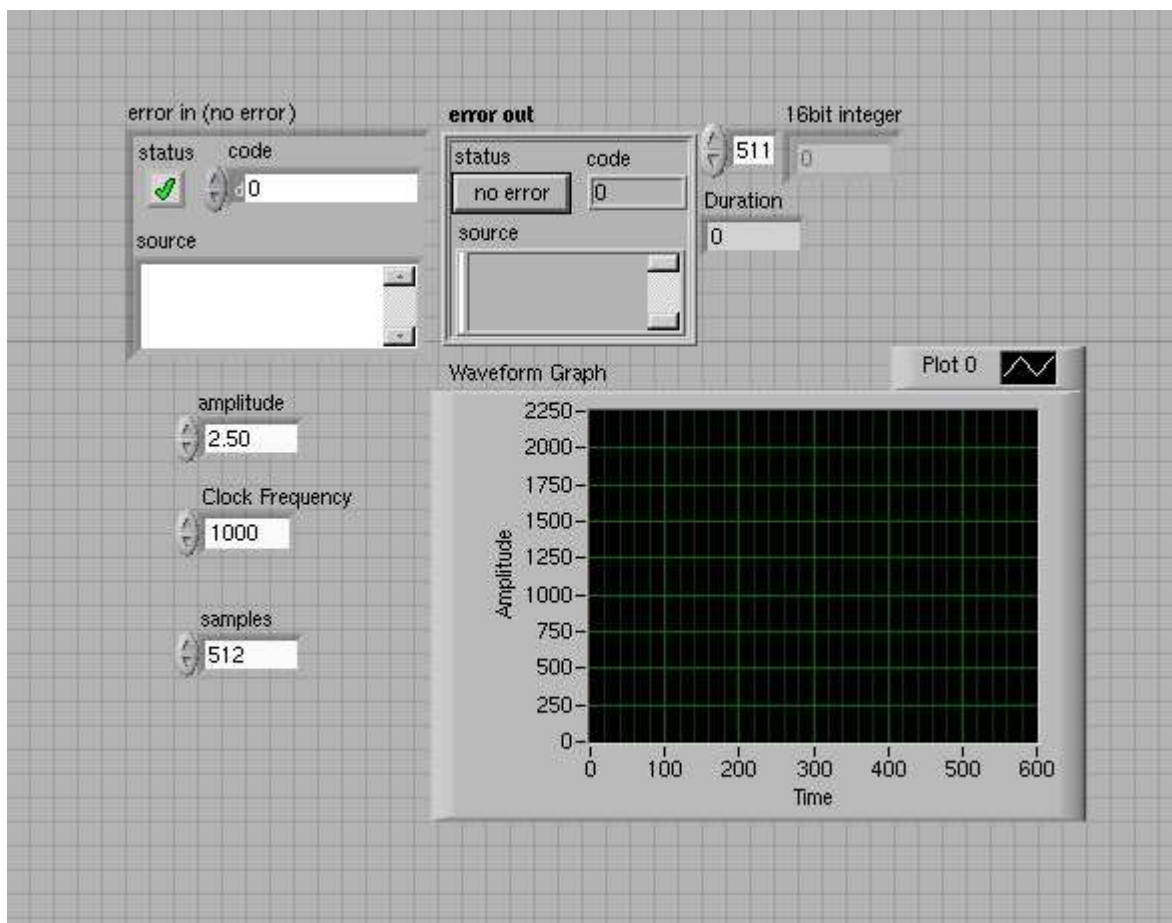 error in (no error)
status code
0
source
error out
status code
no error 0
source
511
16bit integer
0
Duration
0
amplitude
2.50
Clock Frequency
1000
samples
512
Waveform Graph
Plot 0
2250
2000
1750
1500
1250
1000
750
500
250
0
Amplitude
0 100 200 300 400 500 600
Time